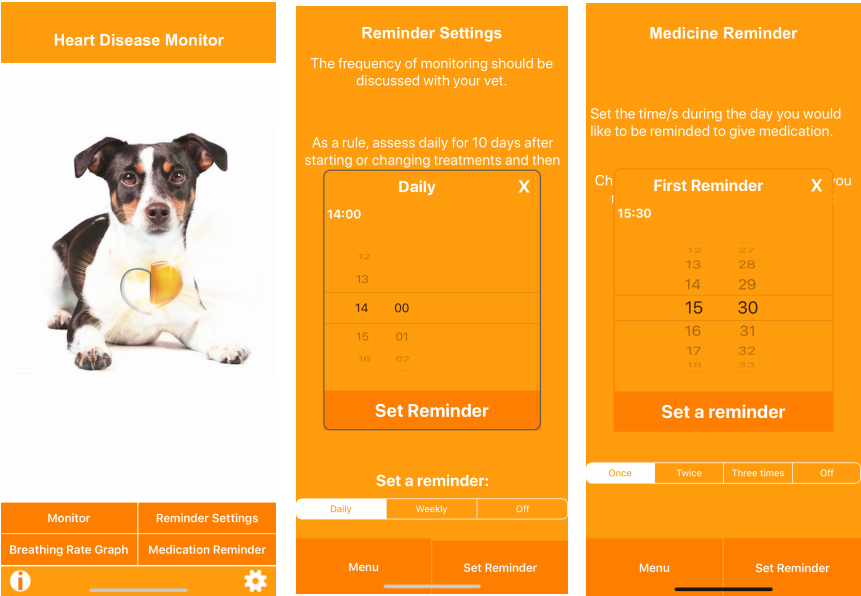 Heart Disease Monitor
Monitor
Reminder Settings
Breathing Rate Graph
Medication Reminder
i
Reminder Settings
The frequency of monitoring should be
discussed with your vet.
As a rule, assess daily for 10 days after
starting or changing treatments and then
Daily X
14:00
12
13
14 00
15 01
16 02
Set Reminder
Set a reminder:
Daily Weekly Off
Menu Set Reminder
Medicine Reminder
Set the time/s during the day you would
like to be reminded to give medication.
First Reminder X
15:30
12 27
13 28
14 29
15 30
16 31
17 32
18 33
Set a reminder
Once Twice Three times Off
Menu Set Reminder